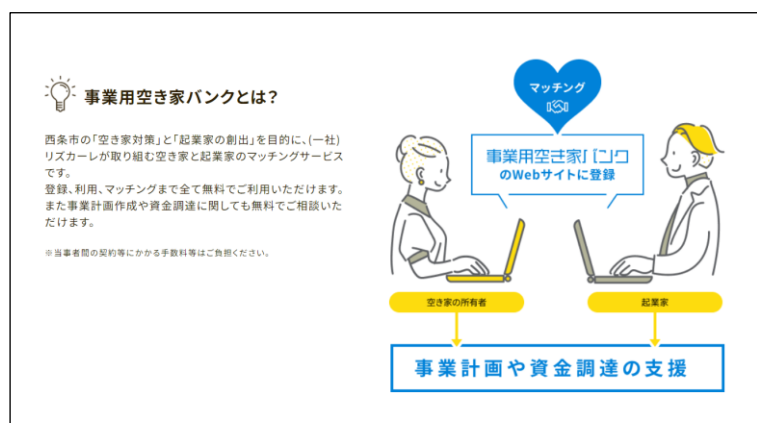 事業用空き家バンクとは?
西条市の「空き家対策」と「起業家の創出」を目的に、(一社)
リズカーレが取り組む空き家と起業家のマッチングサービス
です。
登録、利用、マッチングまで全て無料でご利用いただけます。
また事業計画作成や資金調達に関しても無料でご相談いた
だけます。
※当事者間の契約等にかかる手数料等はご負担ください。
マッチング
事業用空き家バンク
のWebサイトに登録
空き家の所有者
起業家
事業計画や資金調達の支援